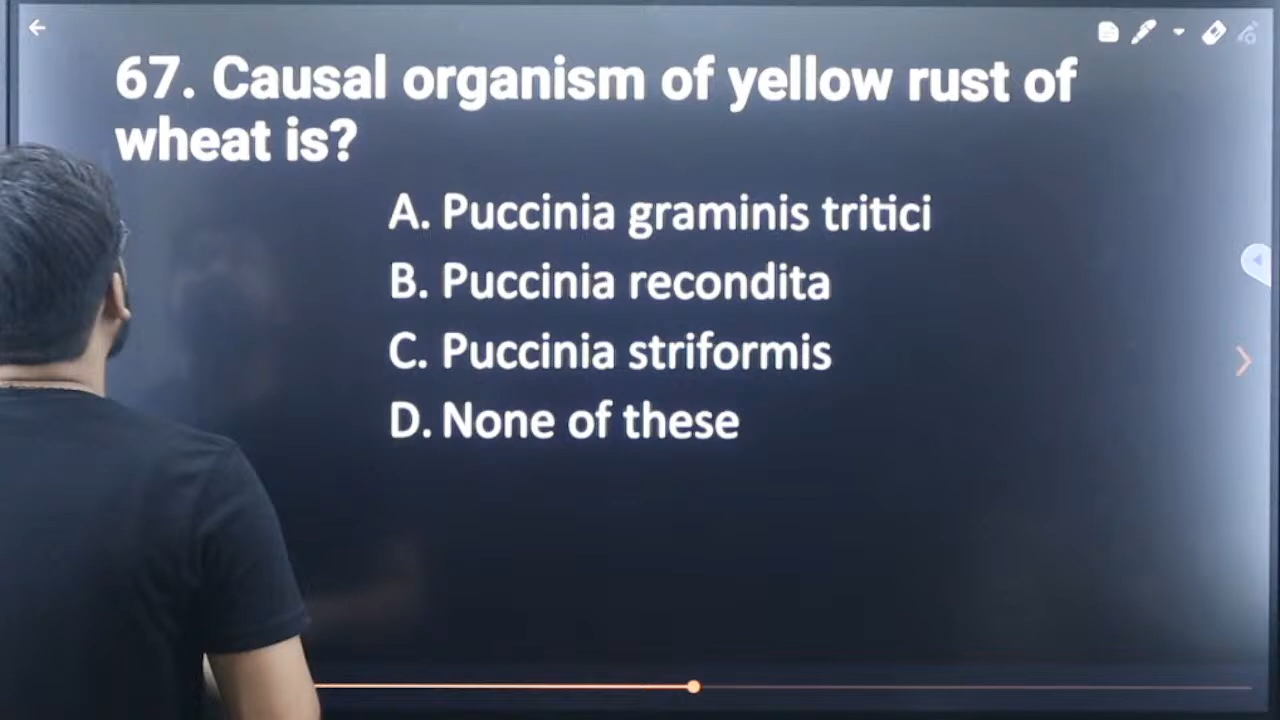 67. Causal organism of yellow rust of
wheat is?
A. Puccinia graminis tritici
B. Puccinia recondita
C. Puccinia striformis
D. None of these